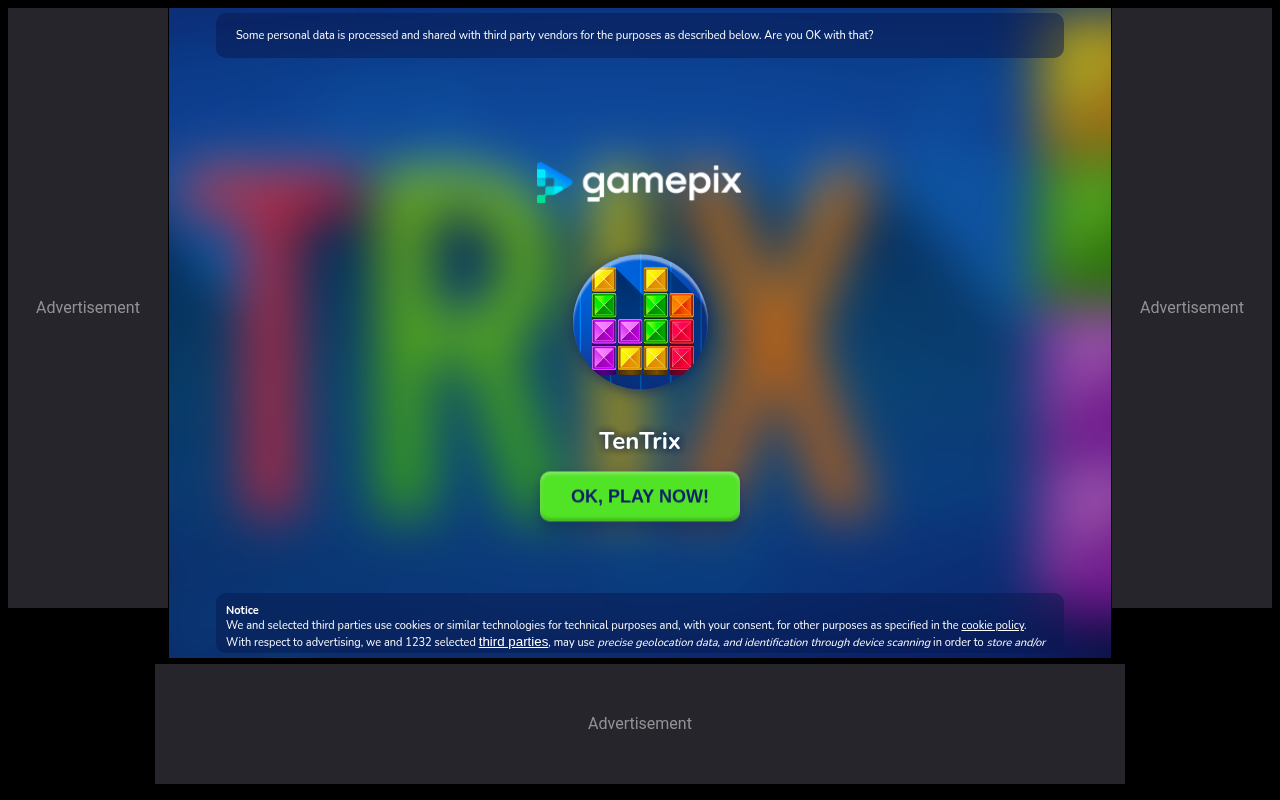 Some personal data is processed and shared with third party vendors for the purposes as described below. Are you OK with that?
TRIX
gamepix
Advertisement
Advertisement
TenTrix
OK, PLAY NOW!
Notice
We and selected third parties use cookies or similar technologies for technical purposes and, with your consent, for other purposes as specified in the cookie policy.
With respect to advertising, we and 1232 selected third parties, may use precise geolocation data, and identification through device scanning in order to store and/or
Advertisement